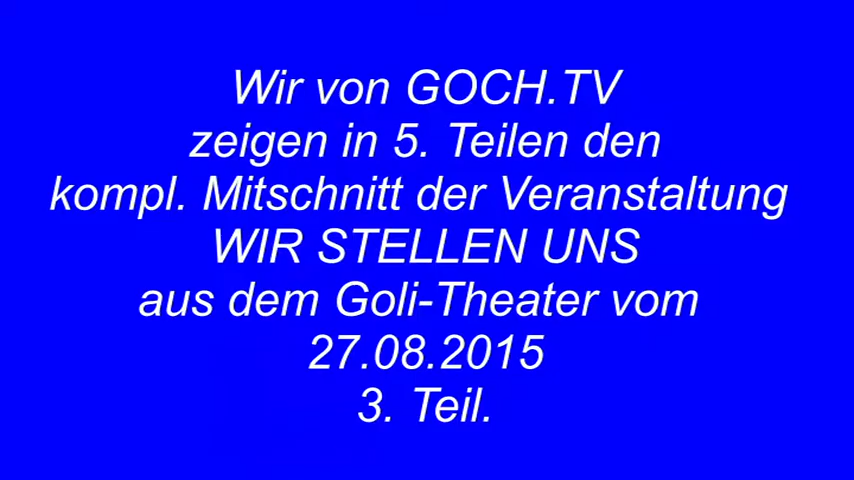 Wir von GOCH.TV
zeigen in 5. Teilen den
kompl. Mitschnitt der Veranstaltung
WIR STELLEN UNS
aus dem Goli-Theater vom
27.08.2015
3. Teil.